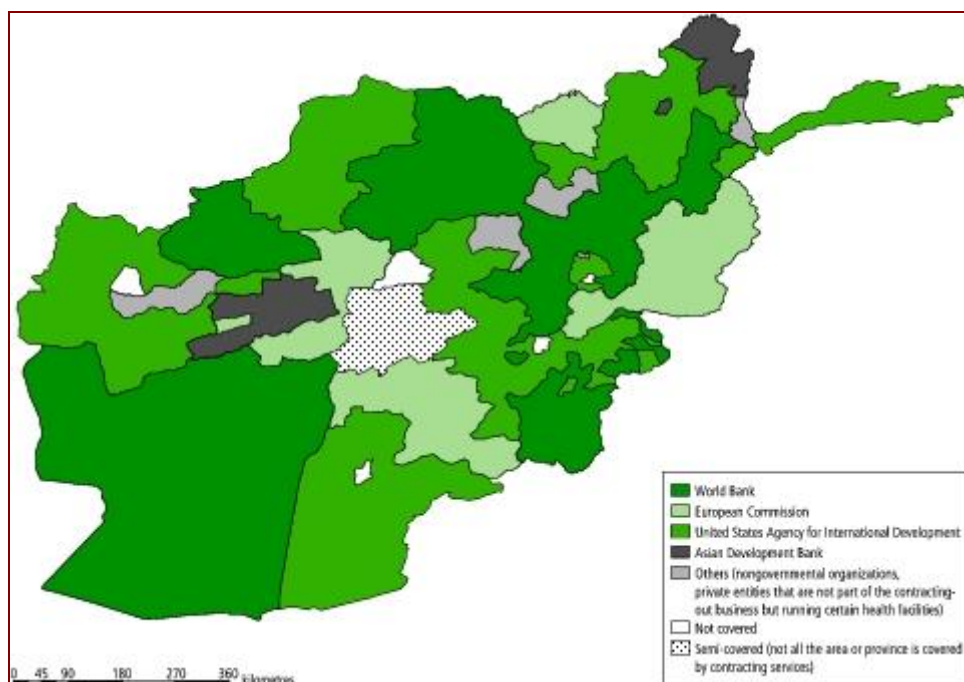 World Bank
European Commission
United States Agency for International Development
Asian Development Bank
Others (nongovernmental organizations,
private entities that are not part of the contracting-
out business but running certain health facilities)
Not covered
Semi-covered (not all the area or province is covered
by contracting services)
0 45 90 180 270 360 kilometres